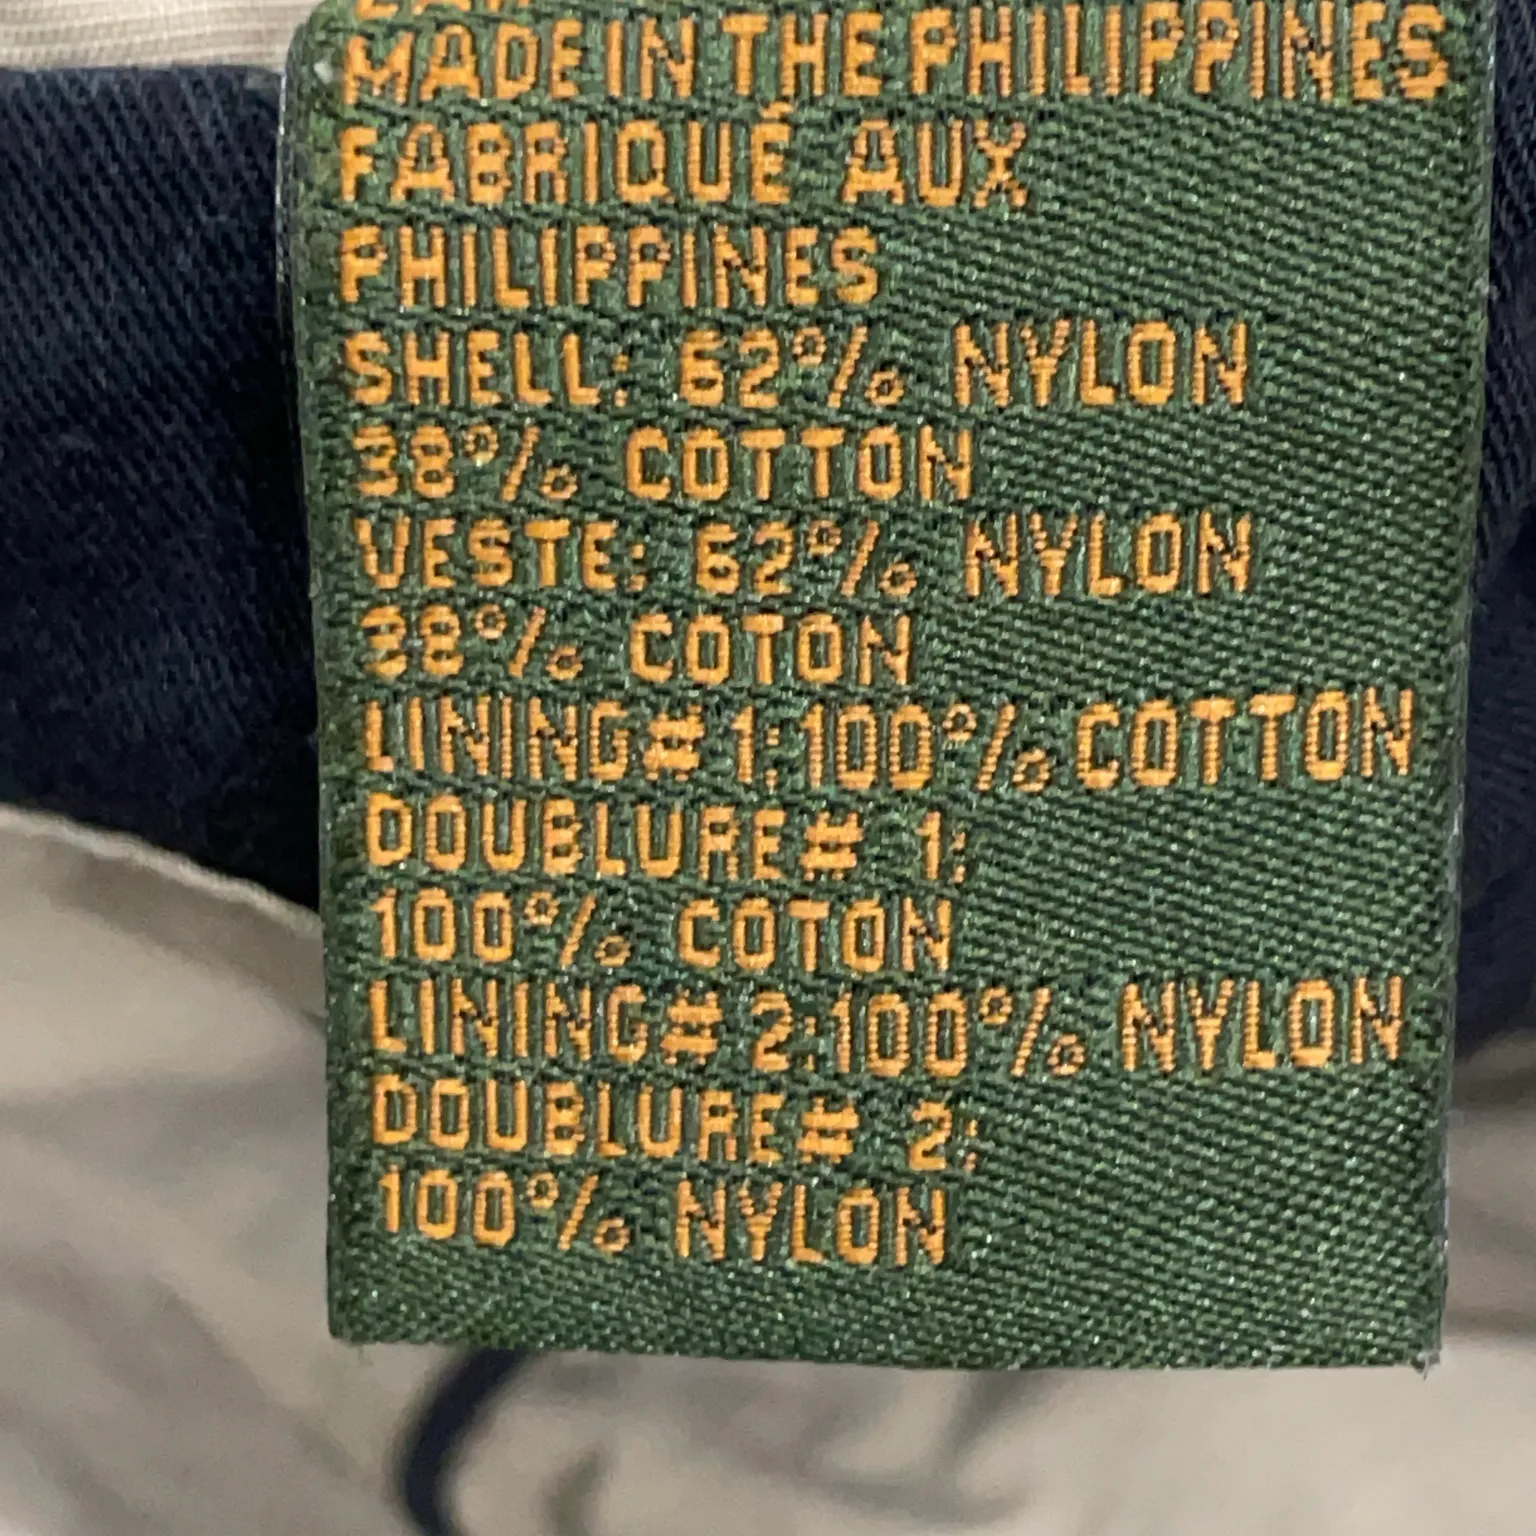 MADE IN THE PHILIPPINES
FABRIQUÉ AUX
PHILIPPINES
SHELL: 62% NYLON
38% COTTON
VESTE: 62% NYLON
38% COTON
LINING# 1:100% COTTON
DOUBLURE# 1:
100% COTON
LINING# 2:100% NYLON
DOUBLURE# 2:
100% NYLON